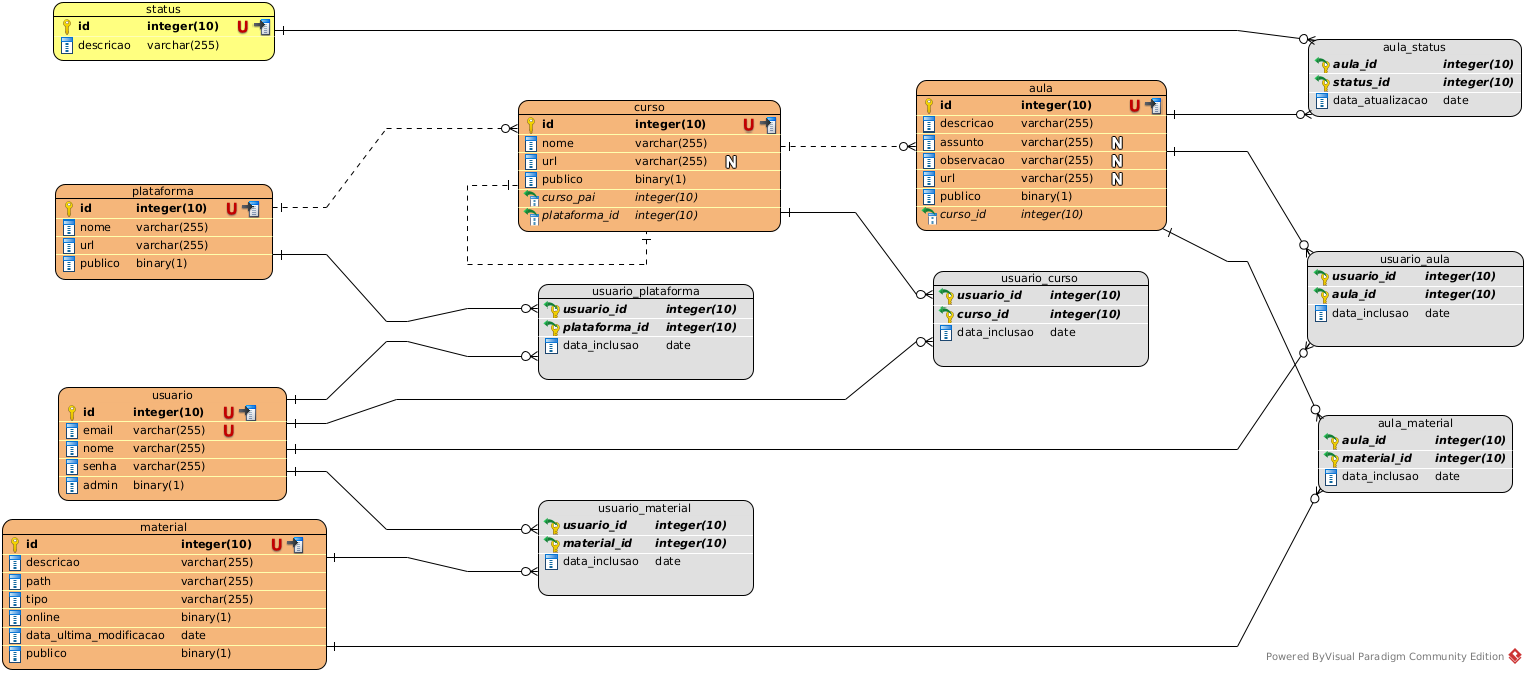 status
id integer(10) U
descricao varchar(255)
aula_status
aula_id integer(10)
status_id integer(10)
data_atualizacao date
curso
id integer(10) U
nome varchar(255)
url varchar(255) N
publico binary(1)
curso_pai integer(10)
plataforma_id integer(10)
aula
id integer(10) U
descricao varchar(255)
assunto varchar(255) N
observacao varchar(255) N
url varchar(255) N
publico binary(1)
curso_id integer(10)
plataforma
id integer(10) U
nome varchar(255)
url varchar(255)
publico binary(1)
usuario_plataforma
usuario_id integer(10)
plataforma_id integer(10)
data_inclusao date
usuario_curso
usuario_id integer(10)
curso_id integer(10)
data_inclusao date
usuario_aula
usuario_id integer(10)
aula_id integer(10)
data_inclusao date
usuario
id integer(10) U
email varchar(255) U
nome varchar(255)
senha varchar(255)
admin binary(1)
aula_material
aula_id integer(10)
material_id integer(10)
data_inclusao date
usuario_material
usuario_id integer(10)
material_id integer(10)
data_inclusao date
material
id integer(10) U
descricao varchar(255)
path varchar(255)
tipo varchar(255)
online binary(1)
data_ultima_modificacao date
publico binary(1)
Powered ByVisual Paradigm Community Edition